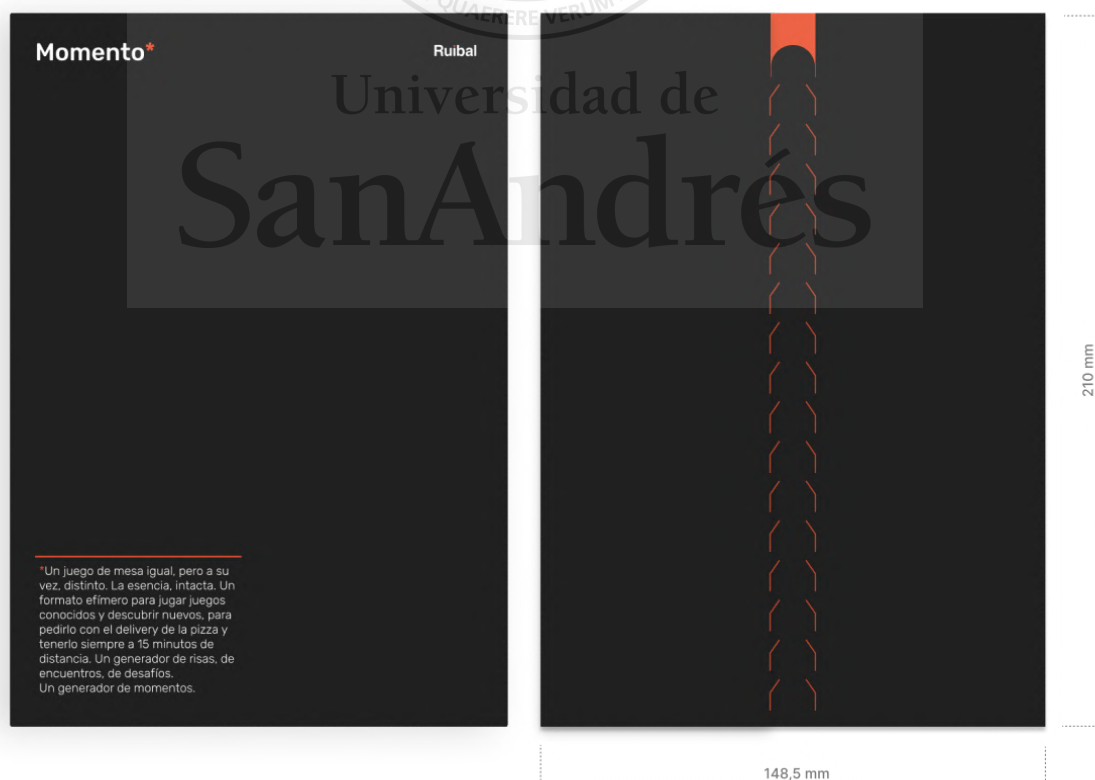 QUAERERE VERUM
Momento*
Ruibal
Universidad de
SanAndrés
210 mm
*Un juego de mesa igual, pero a su
vez, distinto. La esencia, intacta. Un
formato efímero para jugar juegos
conocidos y descubrir nuevos, para
pedirlo con el delivery de la pizza y
tenerlo siempre a 15 minutos de
distancia. Un generador de risas, de
encuentros, de desafíos.
Un generador de momentos.
148,5 mm